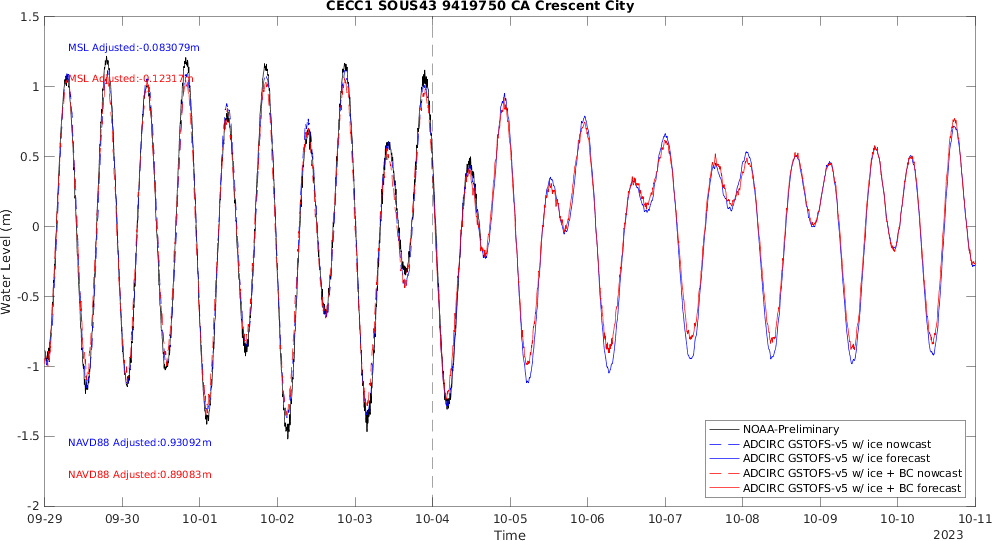 CECC1 SOUS43 9419750 CA Crescent City
1.5
1
0.5
0
-0.5
-1
-1.5
-2
Water Level (m)
MSL Adjusted:-0.083079m
MSL Adjusted:-0.12317m
NAVD88 Adjusted:0.93092m
NAVD88 Adjusted:0.89083m
NOAA-Preliminary
ADCIRC GSTOFS-v5 w/ ice nowcast
ADCIRC GSTOFS-v5 w/ ice forecast
ADCIRC GSTOFS-v5 w/ ice + BC nowcast
ADCIRC GSTOFS-v5 w/ ice + BC forecast
09-29 09-30 10-01 10-02 10-03 10-04 10-05 10-06 10-07 10-08 10-09 10-10 10-11
Time
2023